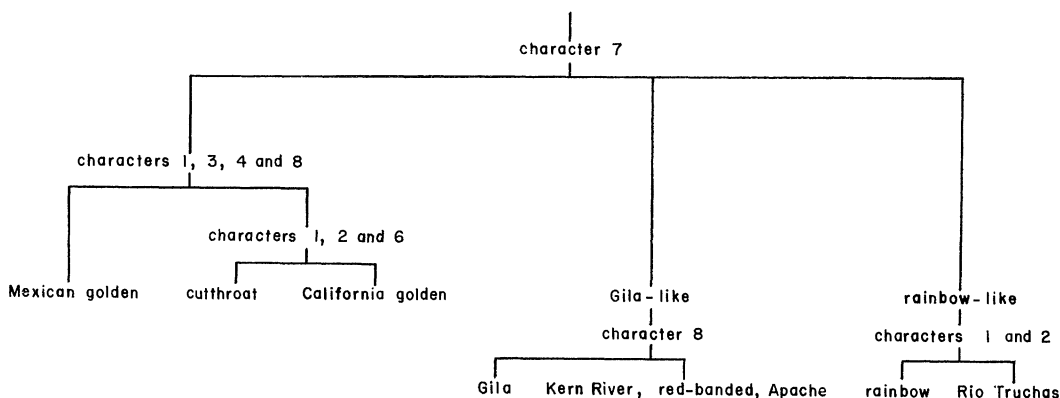 character 7
characters 1, 3, 4 and 8
characters 1, 2 and 6
Mexican golden
cutthroat
California golden
Gila-like
rainbow-like
character 8
characters 1 and 2
Gila
Kern River, red-banded, Apache
rainbow
Rio Truchas